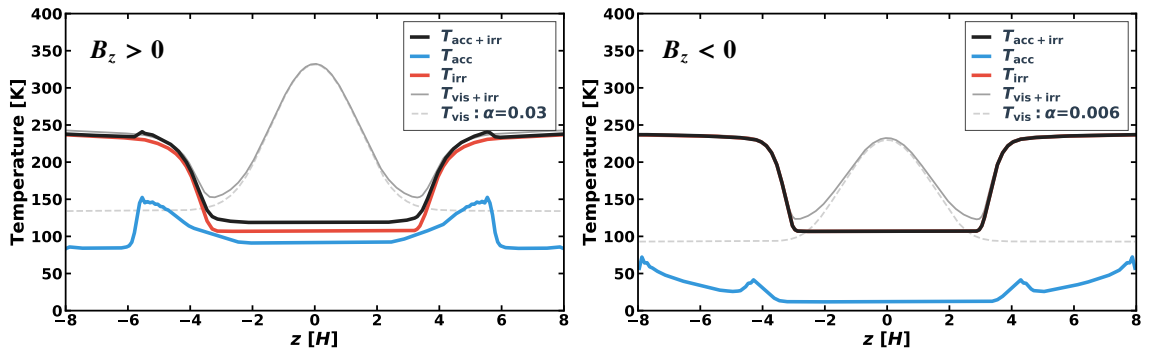 400
350
300
250
200
150
100
50
0
Temperature [K]
B_z > 0
T_acc+irr
T_acc
T_irr
T_vis+irr
T_vis : α=0.03
−8 −6 −4 −2 0 2 4 6 8
z [H]
400
350
300
250
200
150
100
50
0
Temperature [K]
B_z < 0
T_acc+irr
T_acc
T_irr
T_vis+irr
T_vis : α=0.006
−8 −6 −4 −2 0 2 4 6 8
z [H]